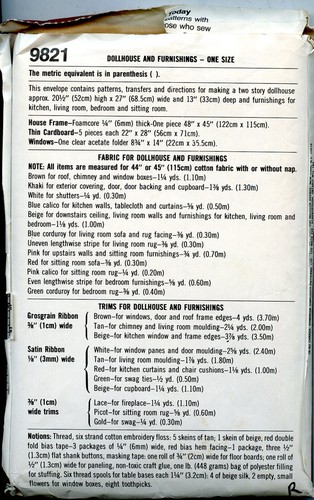 today
patterns with
ose who sew
9821
DOLLHOUSE AND FURNISHINGS – ONE SIZE
The metric equivalent is in parenthesis ( ).
This envelope contains patterns, transfers and directions for making a two story dollhouse
approx. 20½" (52cm) high x 27" (68.5cm) wide and 13" (33cm) deep and furnishings for
kitchen, living room, bedroom and sitting room.
House Frame–Foamcore ¼" (6mm) thick-One piece 48" x 45" (122cm x 115cm).
Thin Cardboard–5 pieces each 22" x 28" (56cm x 71cm).
Windows–One clear acetate folder 8¾" x 14" (22cm x 35.5cm).
FABRIC FOR DOLLHOUSE AND FURNISHINGS
NOTE: All items are measured for 44" or 45" (115cm) cotton fabric with or without nap.
Brown for roof, chimney and window boxes–1¼ yds. (1.10m)
Khaki for exterior covering, door, door backing and cupboard–1⅜ yds. (1.30m)
White for shutters–¼ yd. (0.30m)
Blue calico for kitchen walls, tablecloth and curtains–⅝ yd. (0.50m)
Beige for downstairs ceiling, living room walls and furnishings for kitchen, living room and
bedroom–1⅛ yds. (1.00m)
Blue corduroy for living room sofa and rug facing–⅜ yd. (0.30m)
Uneven lengthwise stripe for living room rug–⅜ yd. (0.30m)
Pink for upstairs walls and sitting room furnishings–¾ yd. (0.70m)
Red for sitting room sofa–⅜ yd. (0.30m)
Pink calico for sitting room rug–¼ yd. (0.20m)
Even lengthwise stripe for bedroom furnishings–⅝ yd. (0.60m)
Green corduroy for bedroom rug–⅜ yd. (0.40m)
TRIMS FOR DOLLHOUSE AND FURNISHINGS
Grosgrain Ribbon
⅜" (1cm) wide
Brown–for windows, door and roof frame edges–4 yds. (3.70m)
Tan–for chimney and living room moulding–2¼ yds. (2.00m)
Beige–for kitchen window and frame edges–3⅞ yds. (3.50m)
Satin Ribbon
⅛" (3mm) wide
White–for window panes and door moulding–2⅝ yds. (2.40m)
Tan–for living room moulding–1⅞ yds. (1.80m)
Red–for kitchen curtains and chair cushions–1⅛ yds. (1.00m)
Green–for swag ties–½ yd. (0.50m)
Beige–for cupboard–1¼ yds. (1.10m)
⅜" (1cm)
wide trims
Lace–for fireplace–1¼ yds. (1.10m)
Picot–for sitting room rug–⅝ yd. (0.60m)
Gold–for swag–¼ yd. (0.30m)
Notions: Thread, six strand cotton embroidery floss: 5 skeins of tan; 1 skein of beige, red double
fold bias tape–3 packages of ¼" (6mm) wide, red bias hem facing–1 package, three ½"
(1.3cm) flat shank buttons, masking tape: one roll of ¾" (2cm) wide for floor boards; one roll of
½" (1.3cm) wide for paneling, non-toxic craft glue, one lb. (448 grams) bag of polyester filling
for stuffing. Six thread spools for table bases each 1¼" (3.2cm): 4 of beige silk, 2 empty, small
flowers for window boxes, eight toothpicks.